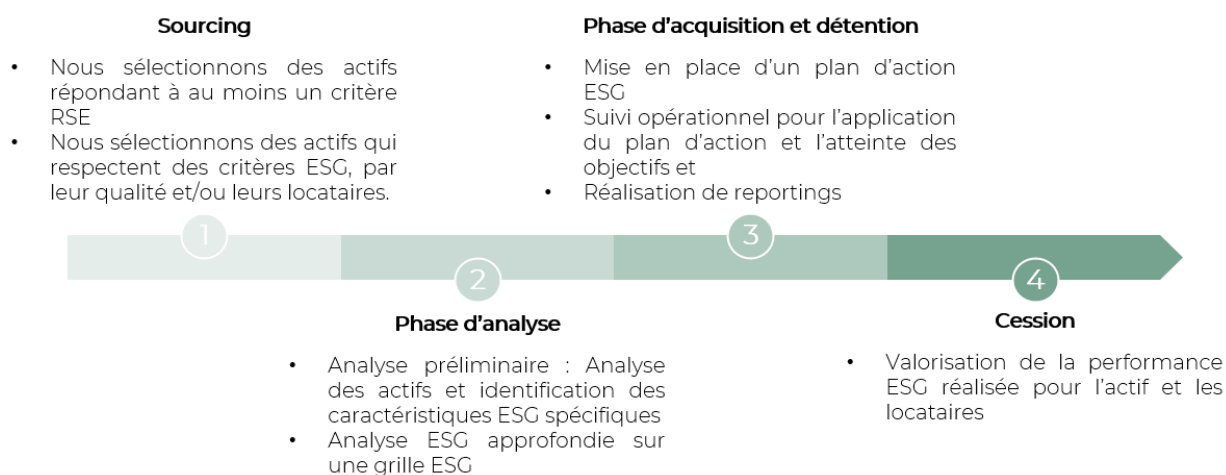 Sourcing
• Nous sélectionnons des actifs
répondant à au moins un critère
RSE
• Nous sélectionnons des actifs qui
respectent des critères ESG, par
leur qualité et/ou leurs locataires.
Phase d'acquisition et détention
• Mise en place d'un plan d'action
ESG
• Suivi opérationnel pour l'application
du plan d'action et l'atteinte des
objectifs et
• Réalisation de reportings
1
2
3
4
Phase d'analyse
• Analyse préliminaire : Analyse
des actifs et identification des
caractéristiques ESG spécifiques
• Analyse ESG approfondie sur
une grille ESG
Cession
• Valorisation de la performance
ESG réalisée pour l'actif et les
locataires